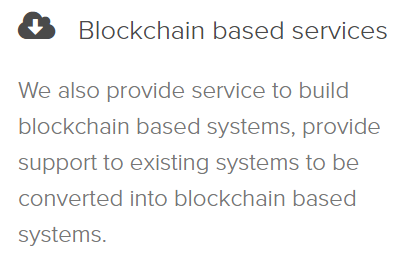 Blockchain based services
We also provide service to build
blockchain based systems, provide
support to existing systems to be
converted into blockchain based
systems.